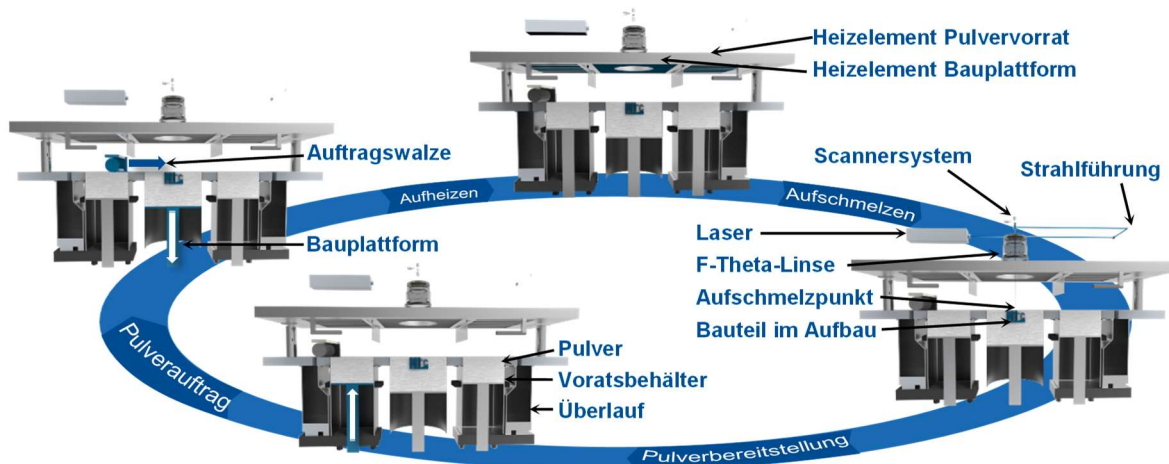 Heizelement Pulvervorrat
Heizelement Bauplattform
Auftragswalze
Scannersystem
Strahlführung
Aufheizen
Aufschmelzen
Bauplattform
Laser
F-Theta-Linse
Aufschmelzpunkt
Bauteil im Aufbau
Pulverauftrag
Pulver
Voratsbehälter
Überlauf
Pulverbereitstellung